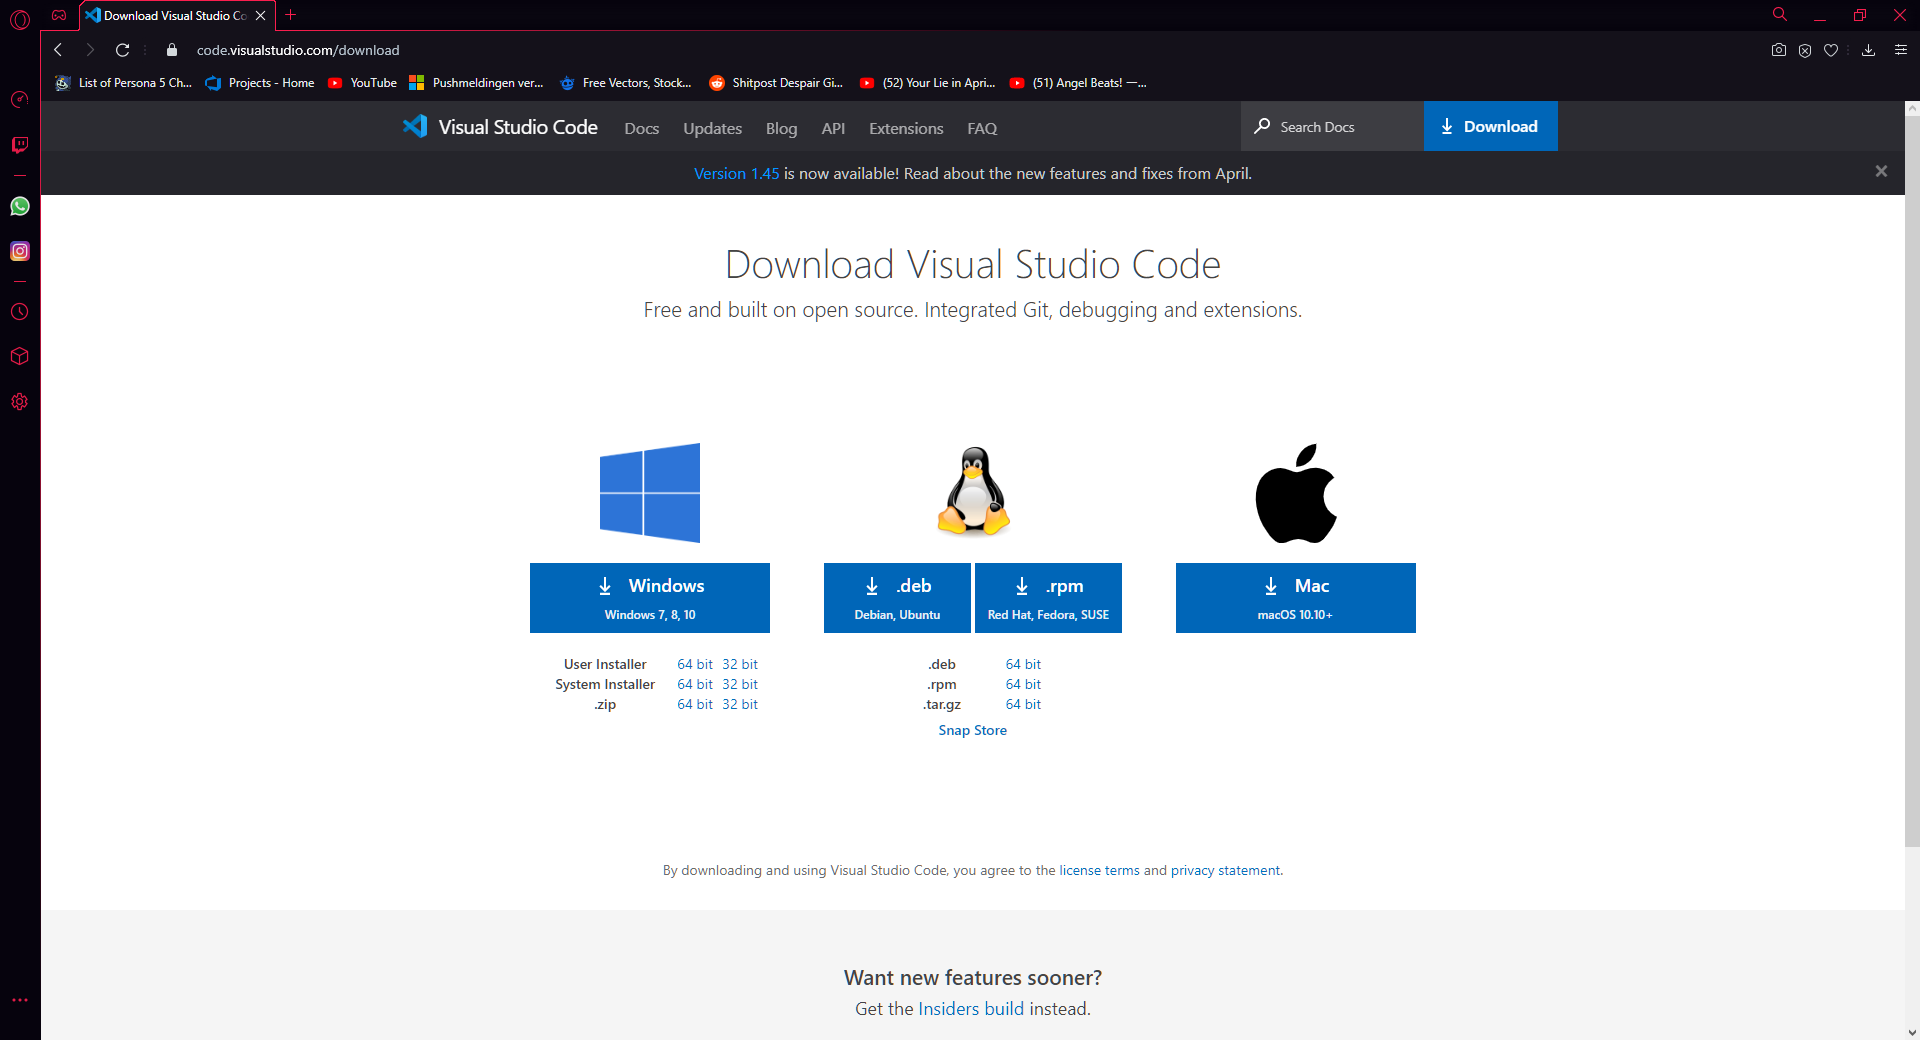 Download Visual Studio Co
code.visualstudio.com/download
List of Persona 5 Ch... Projects - Home YouTube Pushmeldingen ver... Free Vectors, Stock... Shitpost Despair Gi... (52) Your Lie in Apri... (51) Angel Beats! 一...
Visual Studio Code Docs Updates Blog API Extensions FAQ Search Docs Download
Version 1.45 is now available! Read about the new features and fixes from April.
Download Visual Studio Code
Free and built on open source. Integrated Git, debugging and extensions.
Windows
Windows 7, 8, 10
.deb
Debian, Ubuntu
.rpm
Red Hat, Fedora, SUSE
Mac
macOS 10.10+
User Installer 64 bit 32 bit
System Installer 64 bit 32 bit
.zip 64 bit 32 bit
.deb 64 bit
.rpm 64 bit
.tar.gz 64 bit
Snap Store
By downloading and using Visual Studio Code, you agree to the license terms and privacy statement.
Want new features sooner?
Get the Insiders build instead.